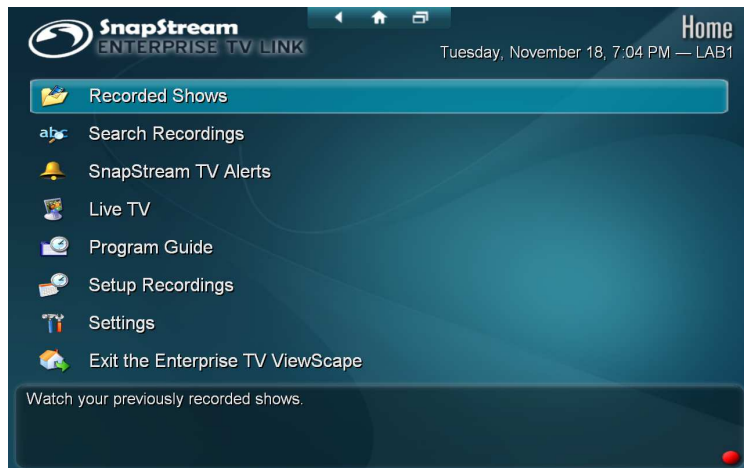 SnapStream
ENTERPRISE TV LINK
Home
Tuesday, November 18, 7:04 PM — LAB1
Recorded Shows
abc Search Recordings
SnapStream TV Alerts
Live TV
Program Guide
Setup Recordings
Settings
Exit the Enterprise TV ViewScape
Watch your previously recorded shows.